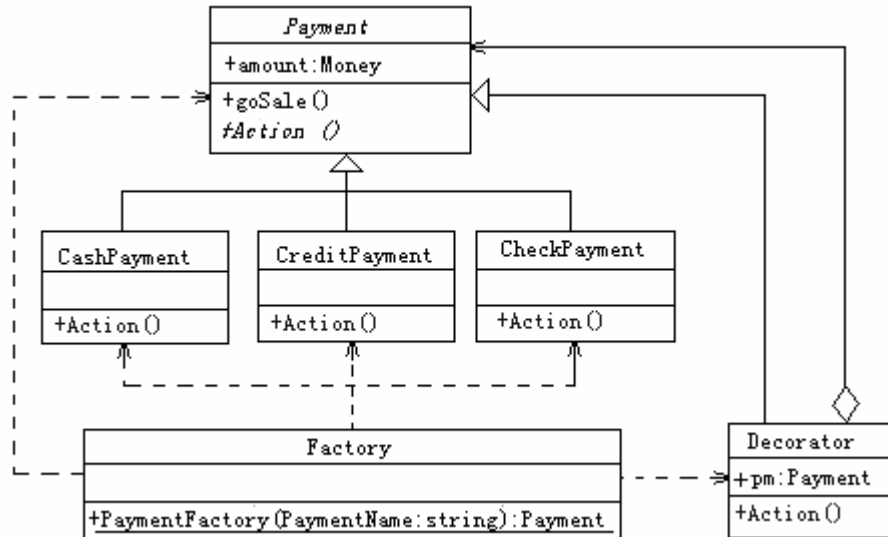 Payment
+amount:Money
+goSale()
+Action ()
CashPayment
+Action()
CreditPayment
+Action()
CheckPayment
+Action()
Factory
+PaymentFactory(PaymentName:string):Payment
Decorator
+pm:Payment
+Action()